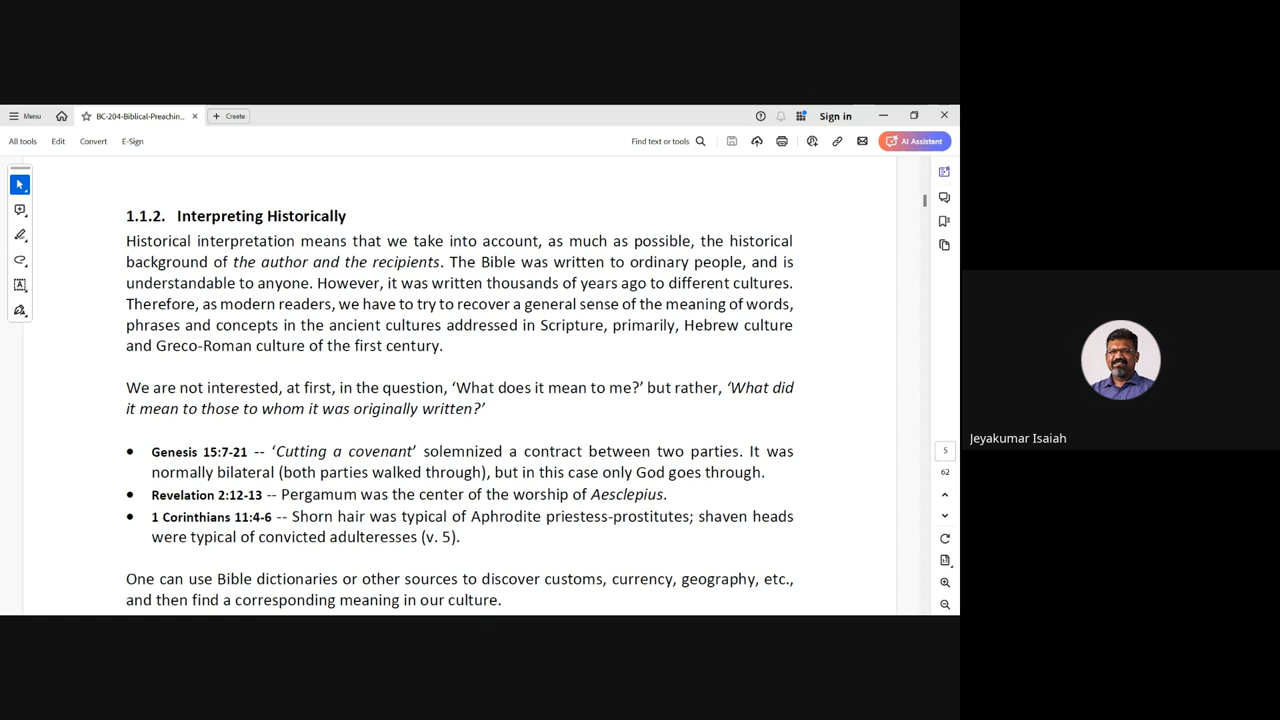 Menu
BC-204-Biblical-Preachin...
Create
Sign in
All tools
Edit
Convert
E-Sign
Find text or tools
AI Assistant
1.1.2. Interpreting Historically
Historical interpretation means that we take into account, as much as possible, the historical
background of the author and the recipients. The Bible was written to ordinary people, and is
understandable to anyone. However, it was written thousands of years ago to different cultures.
Therefore, as modern readers, we have to try to recover a general sense of the meaning of words,
phrases and concepts in the ancient cultures addressed in Scripture, primarily, Hebrew culture
and Greco-Roman culture of the first century.
We are not interested, at first, in the question, ‘What does it mean to me?’ but rather, ‘What did
it mean to those to whom it was originally written?’
• Genesis 15:7-21 -- ‘Cutting a covenant’ solemnized a contract between two parties. It was
normally bilateral (both parties walked through), but in this case only God goes through.
• Revelation 2:12-13 -- Pergamum was the center of the worship of Aesclepius.
• 1 Corinthians 11:4-6 -- Shorn hair was typical of Aphrodite priestess-prostitutes; shaven heads
were typical of convicted adulteresses (v. 5).
One can use Bible dictionaries or other sources to discover customs, currency, geography, etc.,
and then find a corresponding meaning in our culture.
5
62
Jeyakumar Isaiah